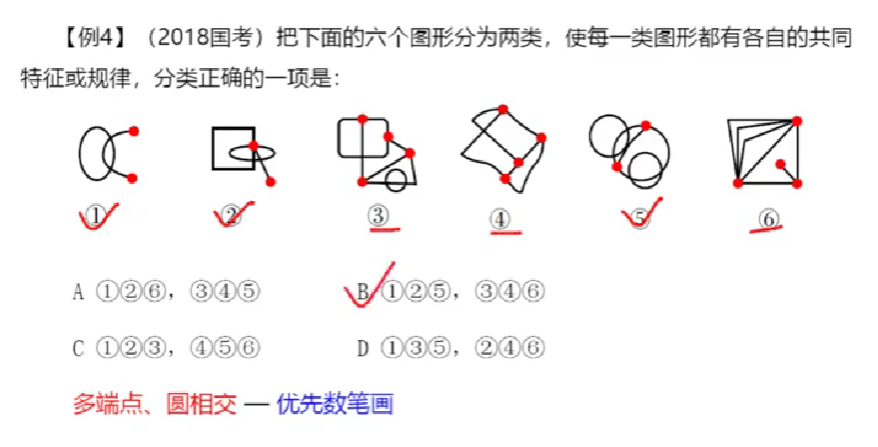 【例4】（2018国考）把下面的六个图形分为两类，使每一类图形都有各自的共同
特征或规律，分类正确的一项是：
① ② ③ ④ ⑤ ⑥
A ①②⑥，③④⑤ B ①②⑤，③④⑥
C ①②③，④⑤⑥ D ①③⑤，②④⑥
多端点、圆相交 — 优先数笔画